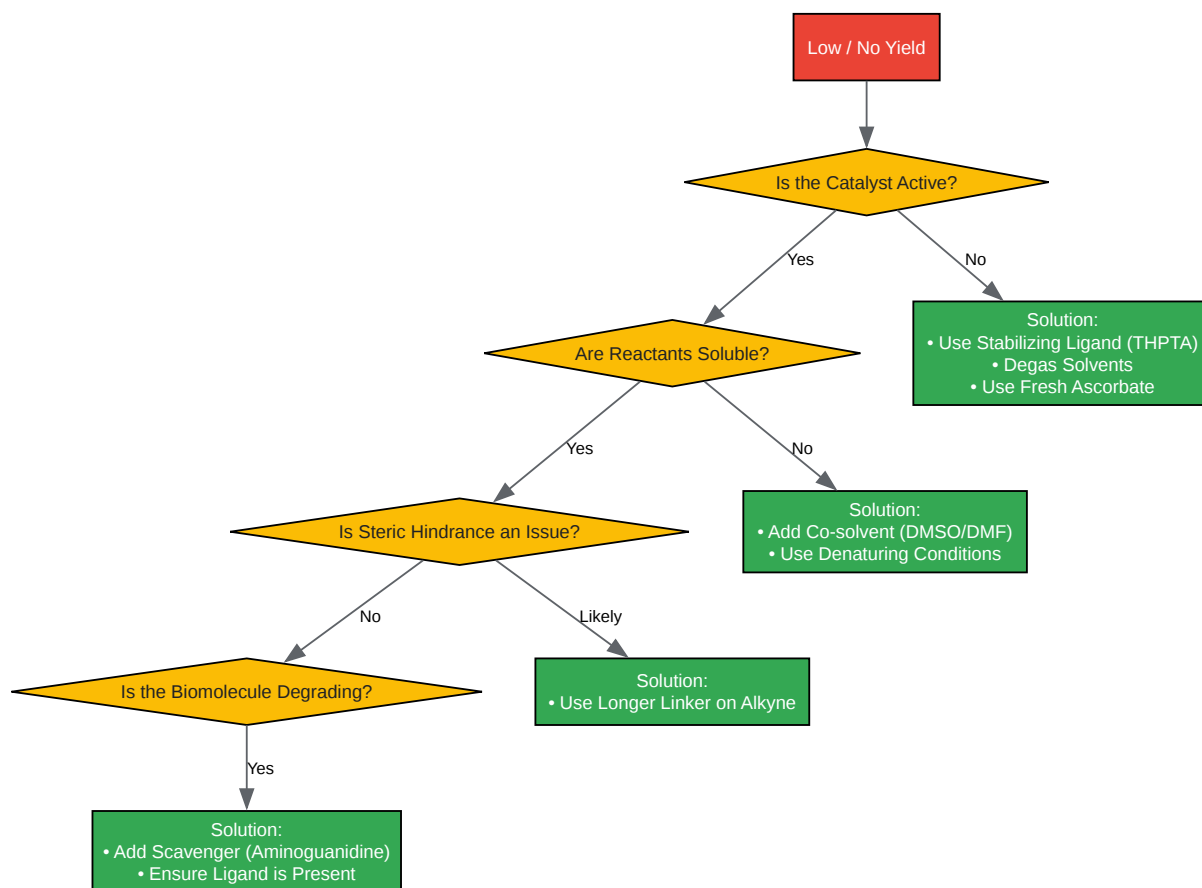 Low / No Yield
Is the Catalyst Active?
Yes
No
Solution:
• Use Stabilizing Ligand (THPTA)
• Degas Solvents
• Use Fresh Ascorbate
Are Reactants Soluble?
Yes
No
Solution:
• Add Co-solvent (DMSO/DMF)
• Use Denaturing Conditions
Is Steric Hindrance an Issue?
No
Likely
Solution:
• Use Longer Linker on Alkyne
Is the Biomolecule Degrading?
Yes
Solution:
• Add Scavenger (Aminoguanidine)
• Ensure Ligand is Present